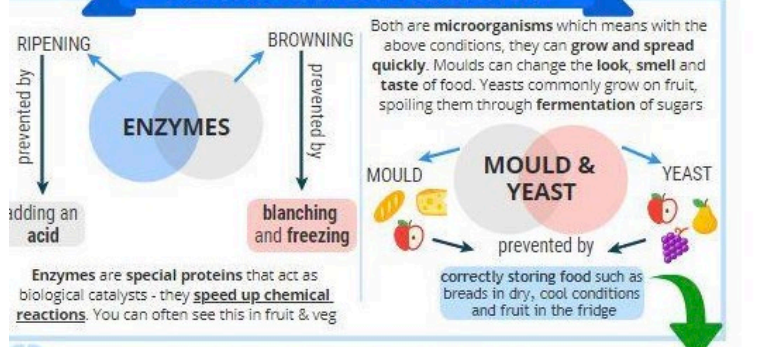 RIPENING
BROWNING
prevented by
prevented by
ENZYMES
adding an
acid
blanching
and freezing
Enzymes are special proteins that act as
biological catalysts - they speed up chemical
reactions. You can often see this in fruit & veg
Both are microorganisms which means with the
above conditions, they can grow and spread
quickly. Moulds can change the look, smell and
taste of food. Yeasts commonly grow on fruit,
spoiling them through fermentation of sugars
MOULD
MOULD &
YEAST
YEAST
prevented by
correctly storing food such as
breads in dry, cool conditions
and fruit in the fridge